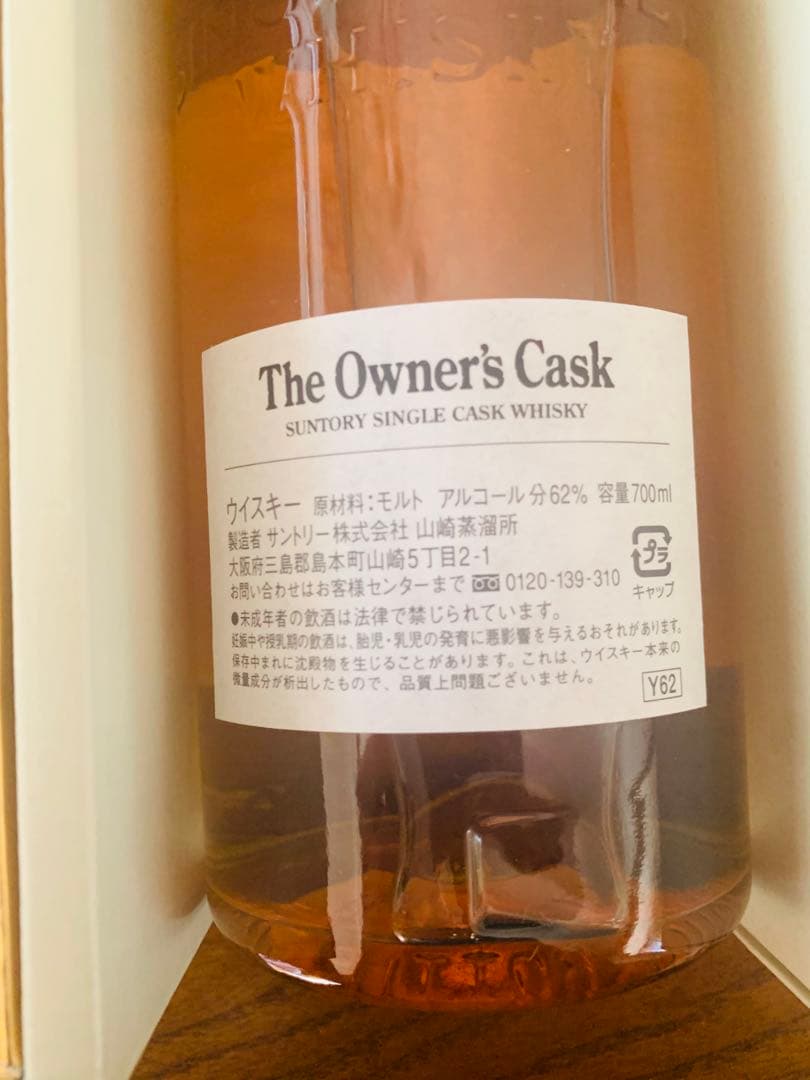 The Owner's Cask
SUNTORY SINGLE CASK WHISKY
ウイスキー 原材料：モルト アルコール分62% 容量700ml
製造者 サントリー株式会社 山崎蒸溜所
大阪府三島郡島本町山崎5丁目2-1
お問い合わせはお客様センターまで 0120-139-310
プラ
キャップ
●未成年者の飲酒は法律で禁じられています。
妊娠中や授乳期の飲酒は、胎児・乳児の発育に悪影響を与えるおそれがあります。
保存中まれに沈殿物を生じることがあります。これは、ウイスキー本来の
微量成分が析出したもので、品質上問題ございません。
Y62